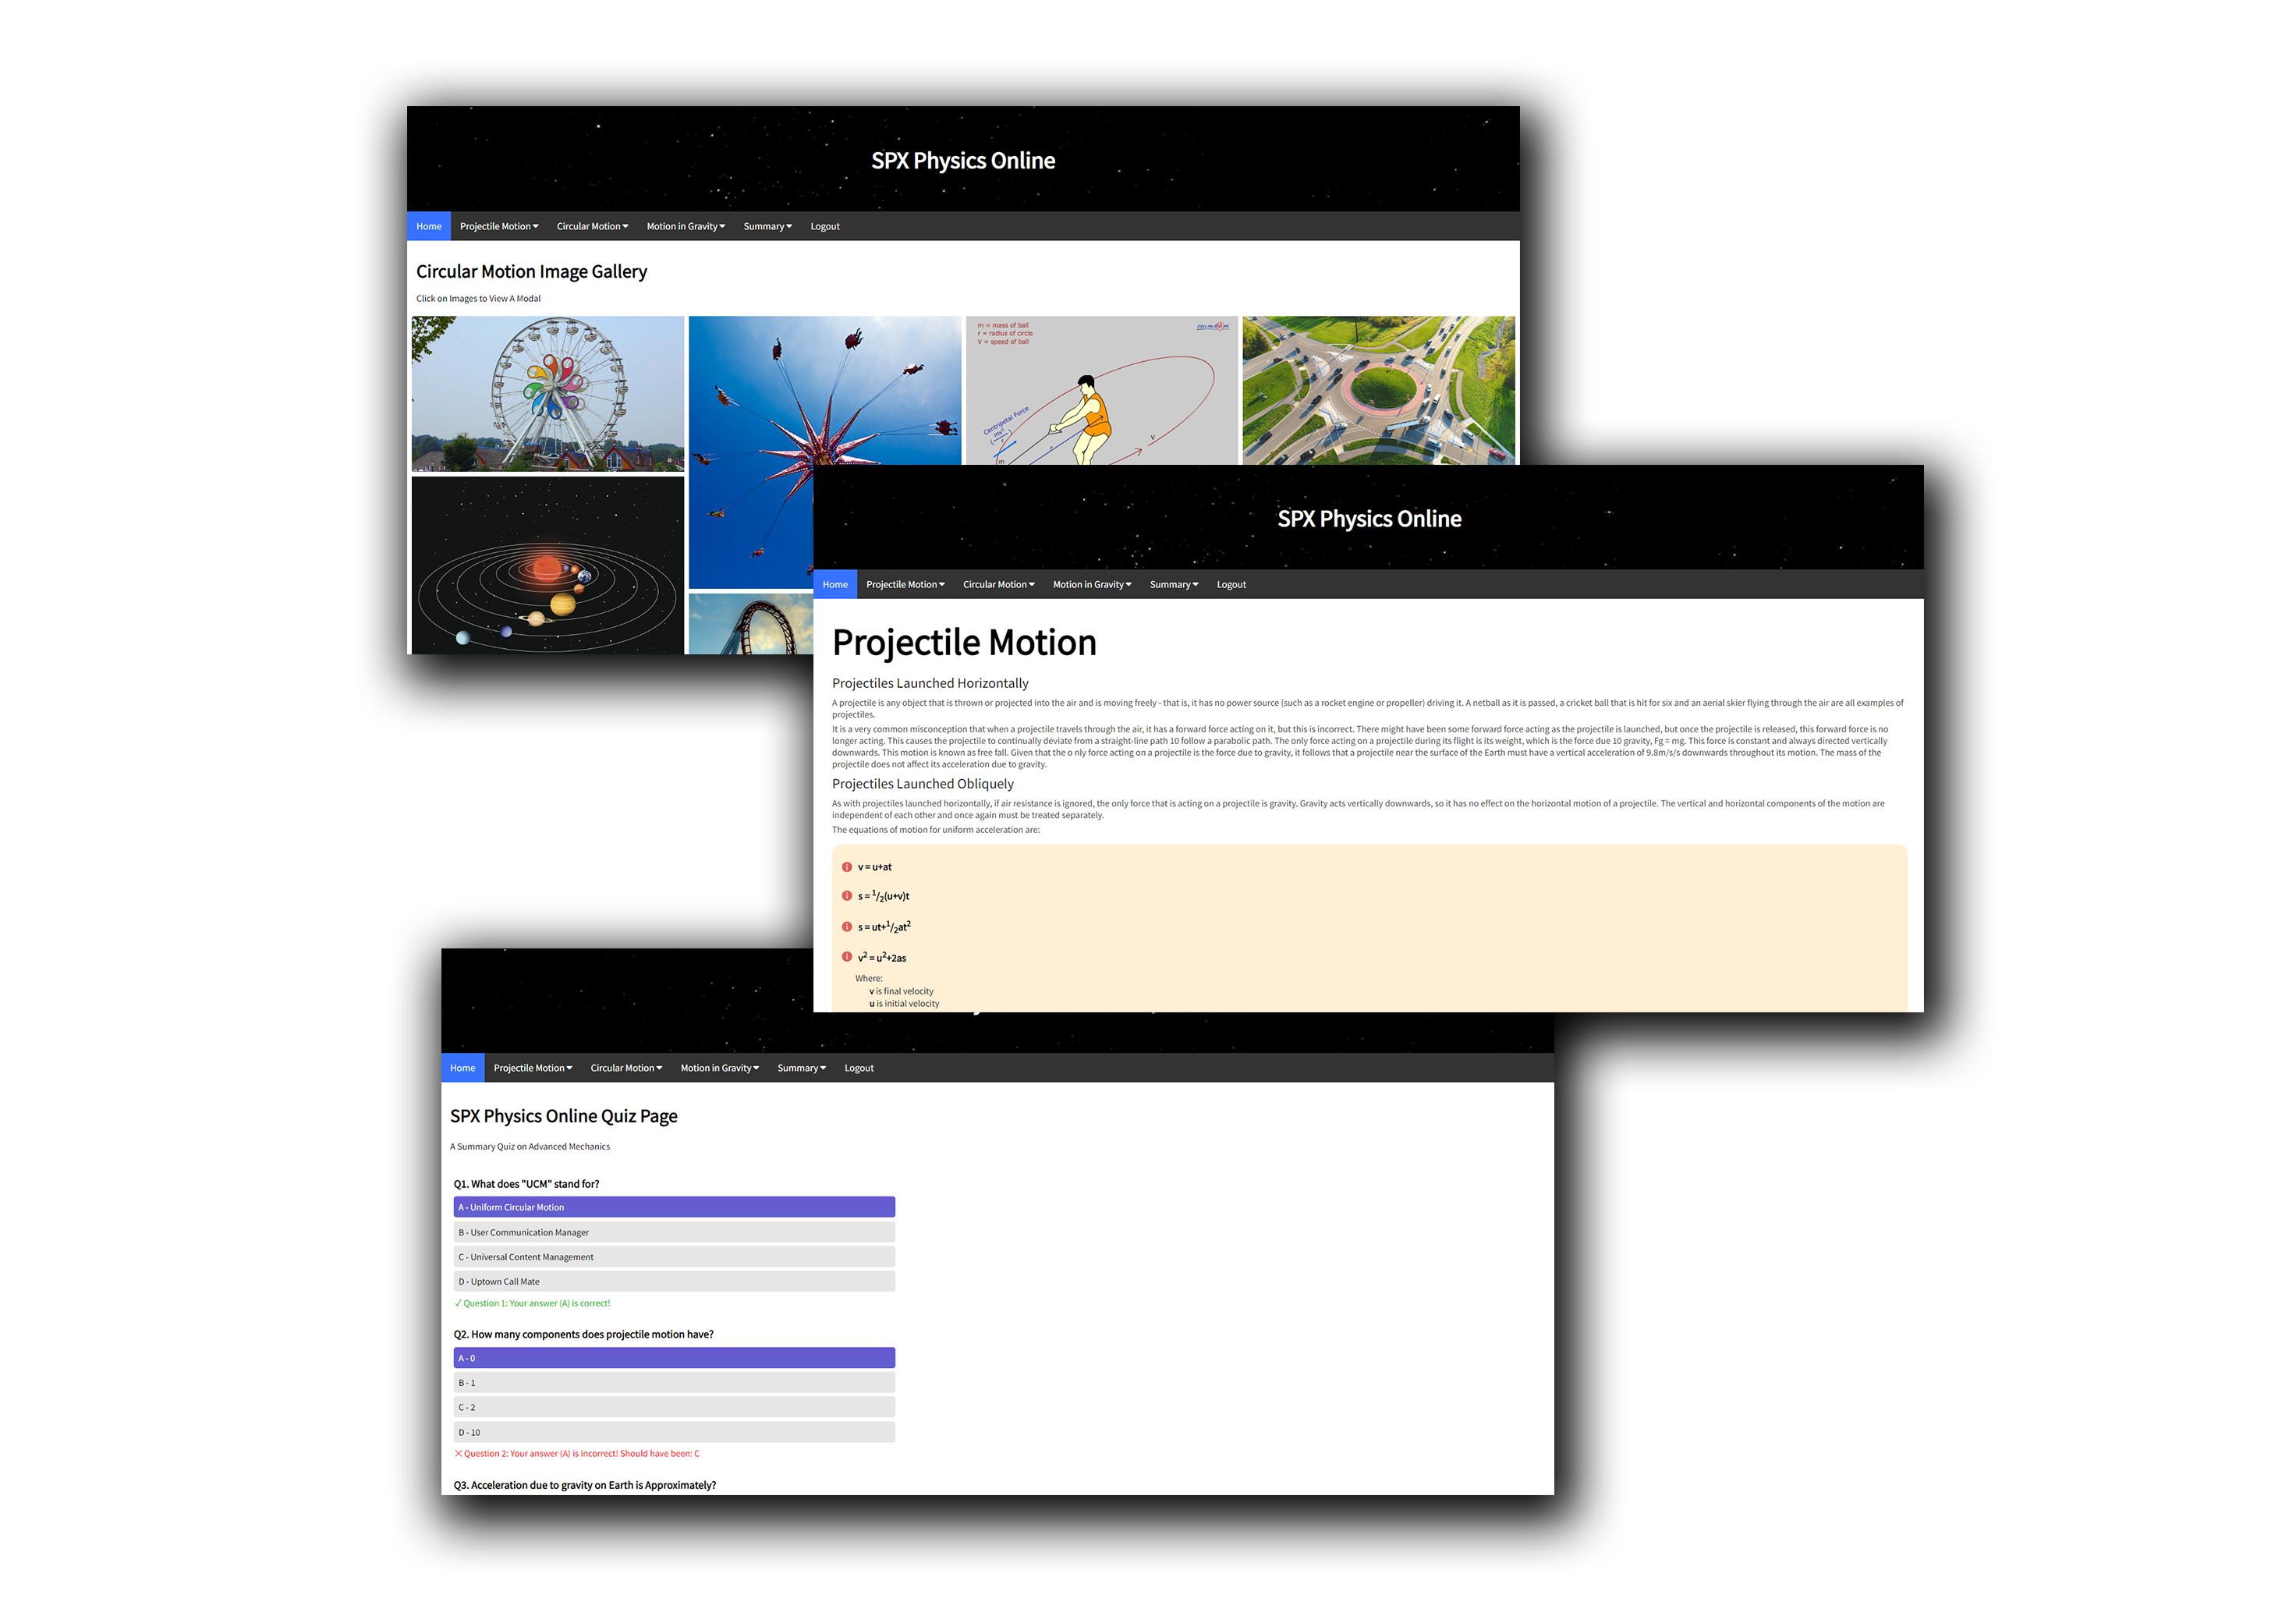 SPX Physics Online
Home Projectile Motion Circular Motion Motion in Gravity Summary Logout
Circular Motion Image Gallery
Click on Images to View A Modal
m = mass of ball
r = radius of circle
V = speed of ball
Centripetal Force
mv²
r
m
r
V
SPX Physics Online
Home Projectile Motion Circular Motion Motion in Gravity Summary Logout
Projectile Motion
Projectiles Launched Horizontally
A projectile is any object that is thrown or projected into the air and is moving freely - that is, it has no power source (such as a rocket engine or propeller) driving it. A netball as it is passed, a cricket ball that is hit for six and an aerial skier flying through the air are all examples of
projectiles.
It is a very common misconception that when a projectile travels through the air, it has a forward force acting on it, but this is incorrect. There might have been some forward force acting as the projectile is launched, but once the projectile is released, this forward force is no
longer acting. This causes the projectile to continually deviate from a straight-line path 10 follow a parabolic path. The only force acting on a projectile during its flight is its weight, which is the force due 10 gravity, Fg = mg. This force is constant and always directed vertically
downwards. This motion is known as free fall. Given that the o nly force acting on a projectile is the force due to gravity, it follows that a projectile near the surface of the Earth must have a vertical acceleration of 9.8m/s/s downwards throughout its motion. The mass of the
projectile does not affect its acceleration due to gravity.
Projectiles Launched Obliquely
As with projectiles launched horizontally, if air resistance is ignored, the only force that is acting on a projectile is gravity. Gravity acts vertically downwards, so it has no effect on the horizontal motion of a projectile. The vertical and horizontal components of the motion are
independent of each other and once again must be treated separately.
The equations of motion for uniform acceleration are:
v = u+at
s = 1/2(u+v)t
s = ut+1/2at²
v² = u²+2as
Where:
v is final velocity
u is initial velocity
Home Projectile Motion Circular Motion Motion in Gravity Summary Logout
SPX Physics Online Quiz Page
A Summary Quiz on Advanced Mechanics
Q1. What does "UCM" stand for?
A - Uniform Circular Motion
B - User Communication Manager
C - Universal Content Management
D - Uptown Call Mate
✓ Question 1: Your answer (A) is correct!
Q2. How many components does projectile motion have?
A - 0
B - 1
C - 2
D - 10
✕ Question 2: Your answer (A) is incorrect! Should have been: C
Q3. Acceleration due to gravity on Earth is Approximately?